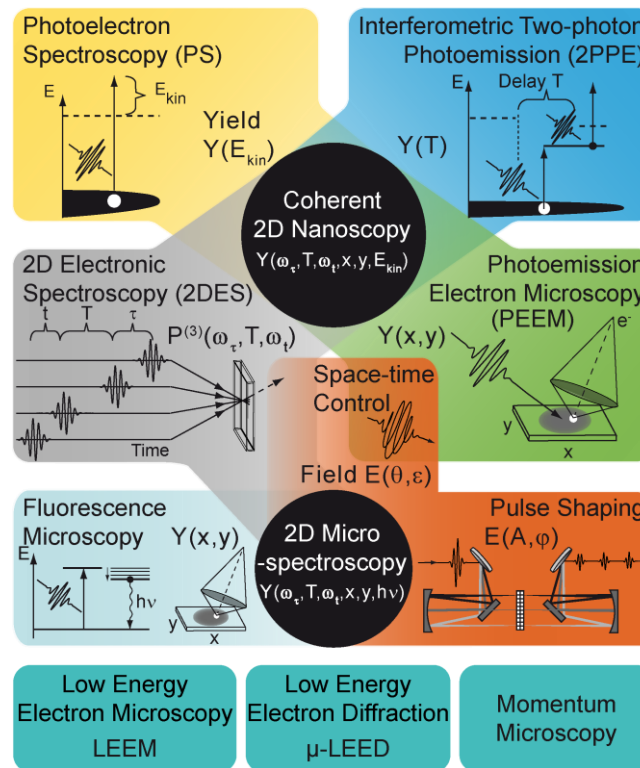 Photoelectron
Spectroscopy (PS)
E
E_kin
Yield
Y(E_kin)
Interferometric Two-photon
Photoemission (2PPE)
Delay T
E
Y(T)
Coherent
2D Nanoscopy
Y(ω_τ,T,ω_t,x,y,E_kin)
2D Electronic
Spectroscopy (2DES)
t T τ
P^(3)(ω_τ,T,ω_t)
Time
Photoemission
Electron Microscopy
(PEEM)
e-
Y(x,y)
y
x
Space-time
Control
Field E(θ,ε)
Fluorescence
Microscopy
Y(x,y)
E
hν
y
x
2D Micro
-spectroscopy
Y(ω_τ,T,ω_t,x,y,hν)
Pulse Shaping
E(A,φ)
Low Energy
Electron Microscopy
LEEM
Low Energy
Electron Diffraction
μ-LEED
Momentum
Microscopy